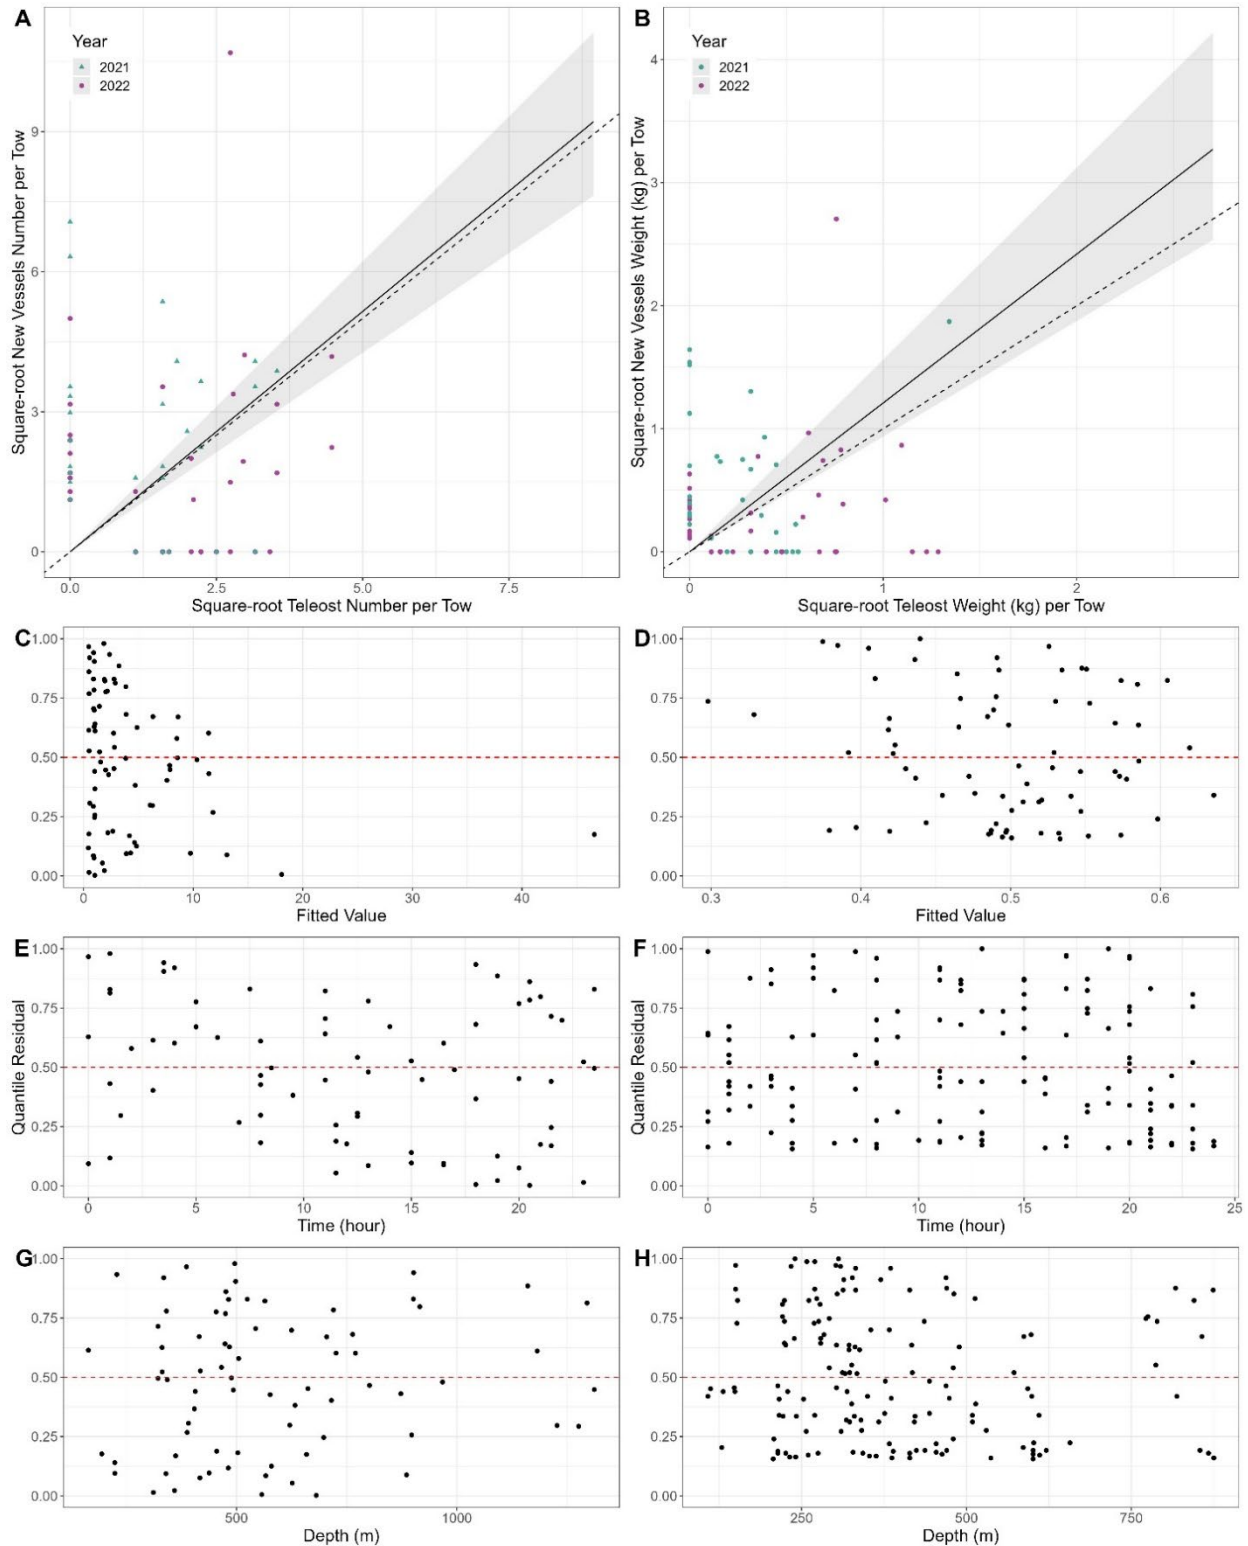 A
Year
2021
2022
9
6
3
0
0.0 2.5 5.0 7.5
Square-root New Vessels Number per Tow
Square-root Teleost Number per Tow
B
Year
2021
2022
4
3
2
1
0
0 1 2
Square-root New Vessels Weight (kg) per Tow
Square-root Teleost Weight (kg) per Tow
C
1.00
0.75
0.50
0.25
0.00
0 10 20 30 40
Fitted Value
D
1.00
0.75
0.50
0.25
0.00
0.3 0.4 0.5 0.6
Fitted Value
E
1.00
0.75
0.50
0.25
0.00
Quantile Residual
0 5 10 15 20
Time (hour)
F
1.00
0.75
0.50
0.25
0.00
Quantile Residual
0 5 10 15 20 25
Time (hour)
G
1.00
0.75
0.50
0.25
0.00
500 1000
Depth (m)
H
1.00
0.75
0.50
0.25
0.00
250 500 750
Depth (m)